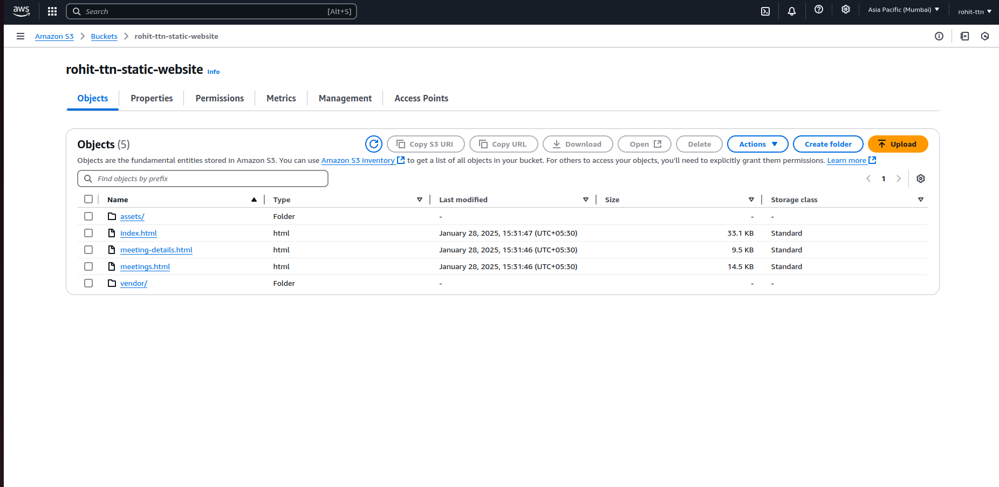 aws Search [Alt+S] Asia Pacific (Mumbai) rohit-ttn
Amazon S3 Buckets rohit-ttn-static-website
rohit-ttn-static-website Info
Objects Properties Permissions Metrics Management Access Points
Objects (5) Copy S3 URI Copy URL Download Open Delete Actions Create folder Upload
Objects are the fundamental entities stored in Amazon S3. You can use Amazon S3 inventory to get a list of all objects in your bucket. For others to access your objects, you’ll need to explicitly grant them permissions. Learn more
Find objects by prefix 1
Name Type Last modified Size Storage class
assets/ Folder - - -
index.html html January 28, 2025, 15:31:47 (UTC+05:30) 33.1 KB Standard
meeting-details.html html January 28, 2025, 15:31:46 (UTC+05:30) 9.5 KB Standard
meetings.html html January 28, 2025, 15:31:46 (UTC+05:30) 14.5 KB Standard
vendor/ Folder - - -